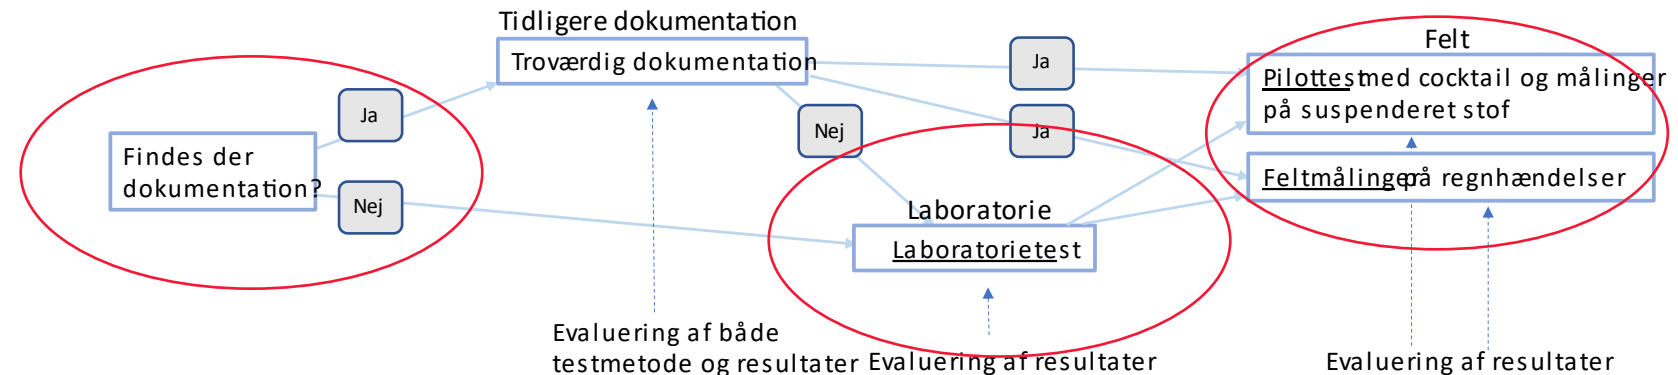 Tidligere dokumentation
Troværdig dokumentation
Ja
Felt
Pilottest med cocktail og målinger
på suspenderet stof
Ja
Nej
Ja
Findes der
dokumentation?
Feltmålinger på regnhændelser
Nej
Laboratorie
Laboratorietest
Evaluering af både
testmetode og resultater
Evaluering af resultater
Evaluering af resultater